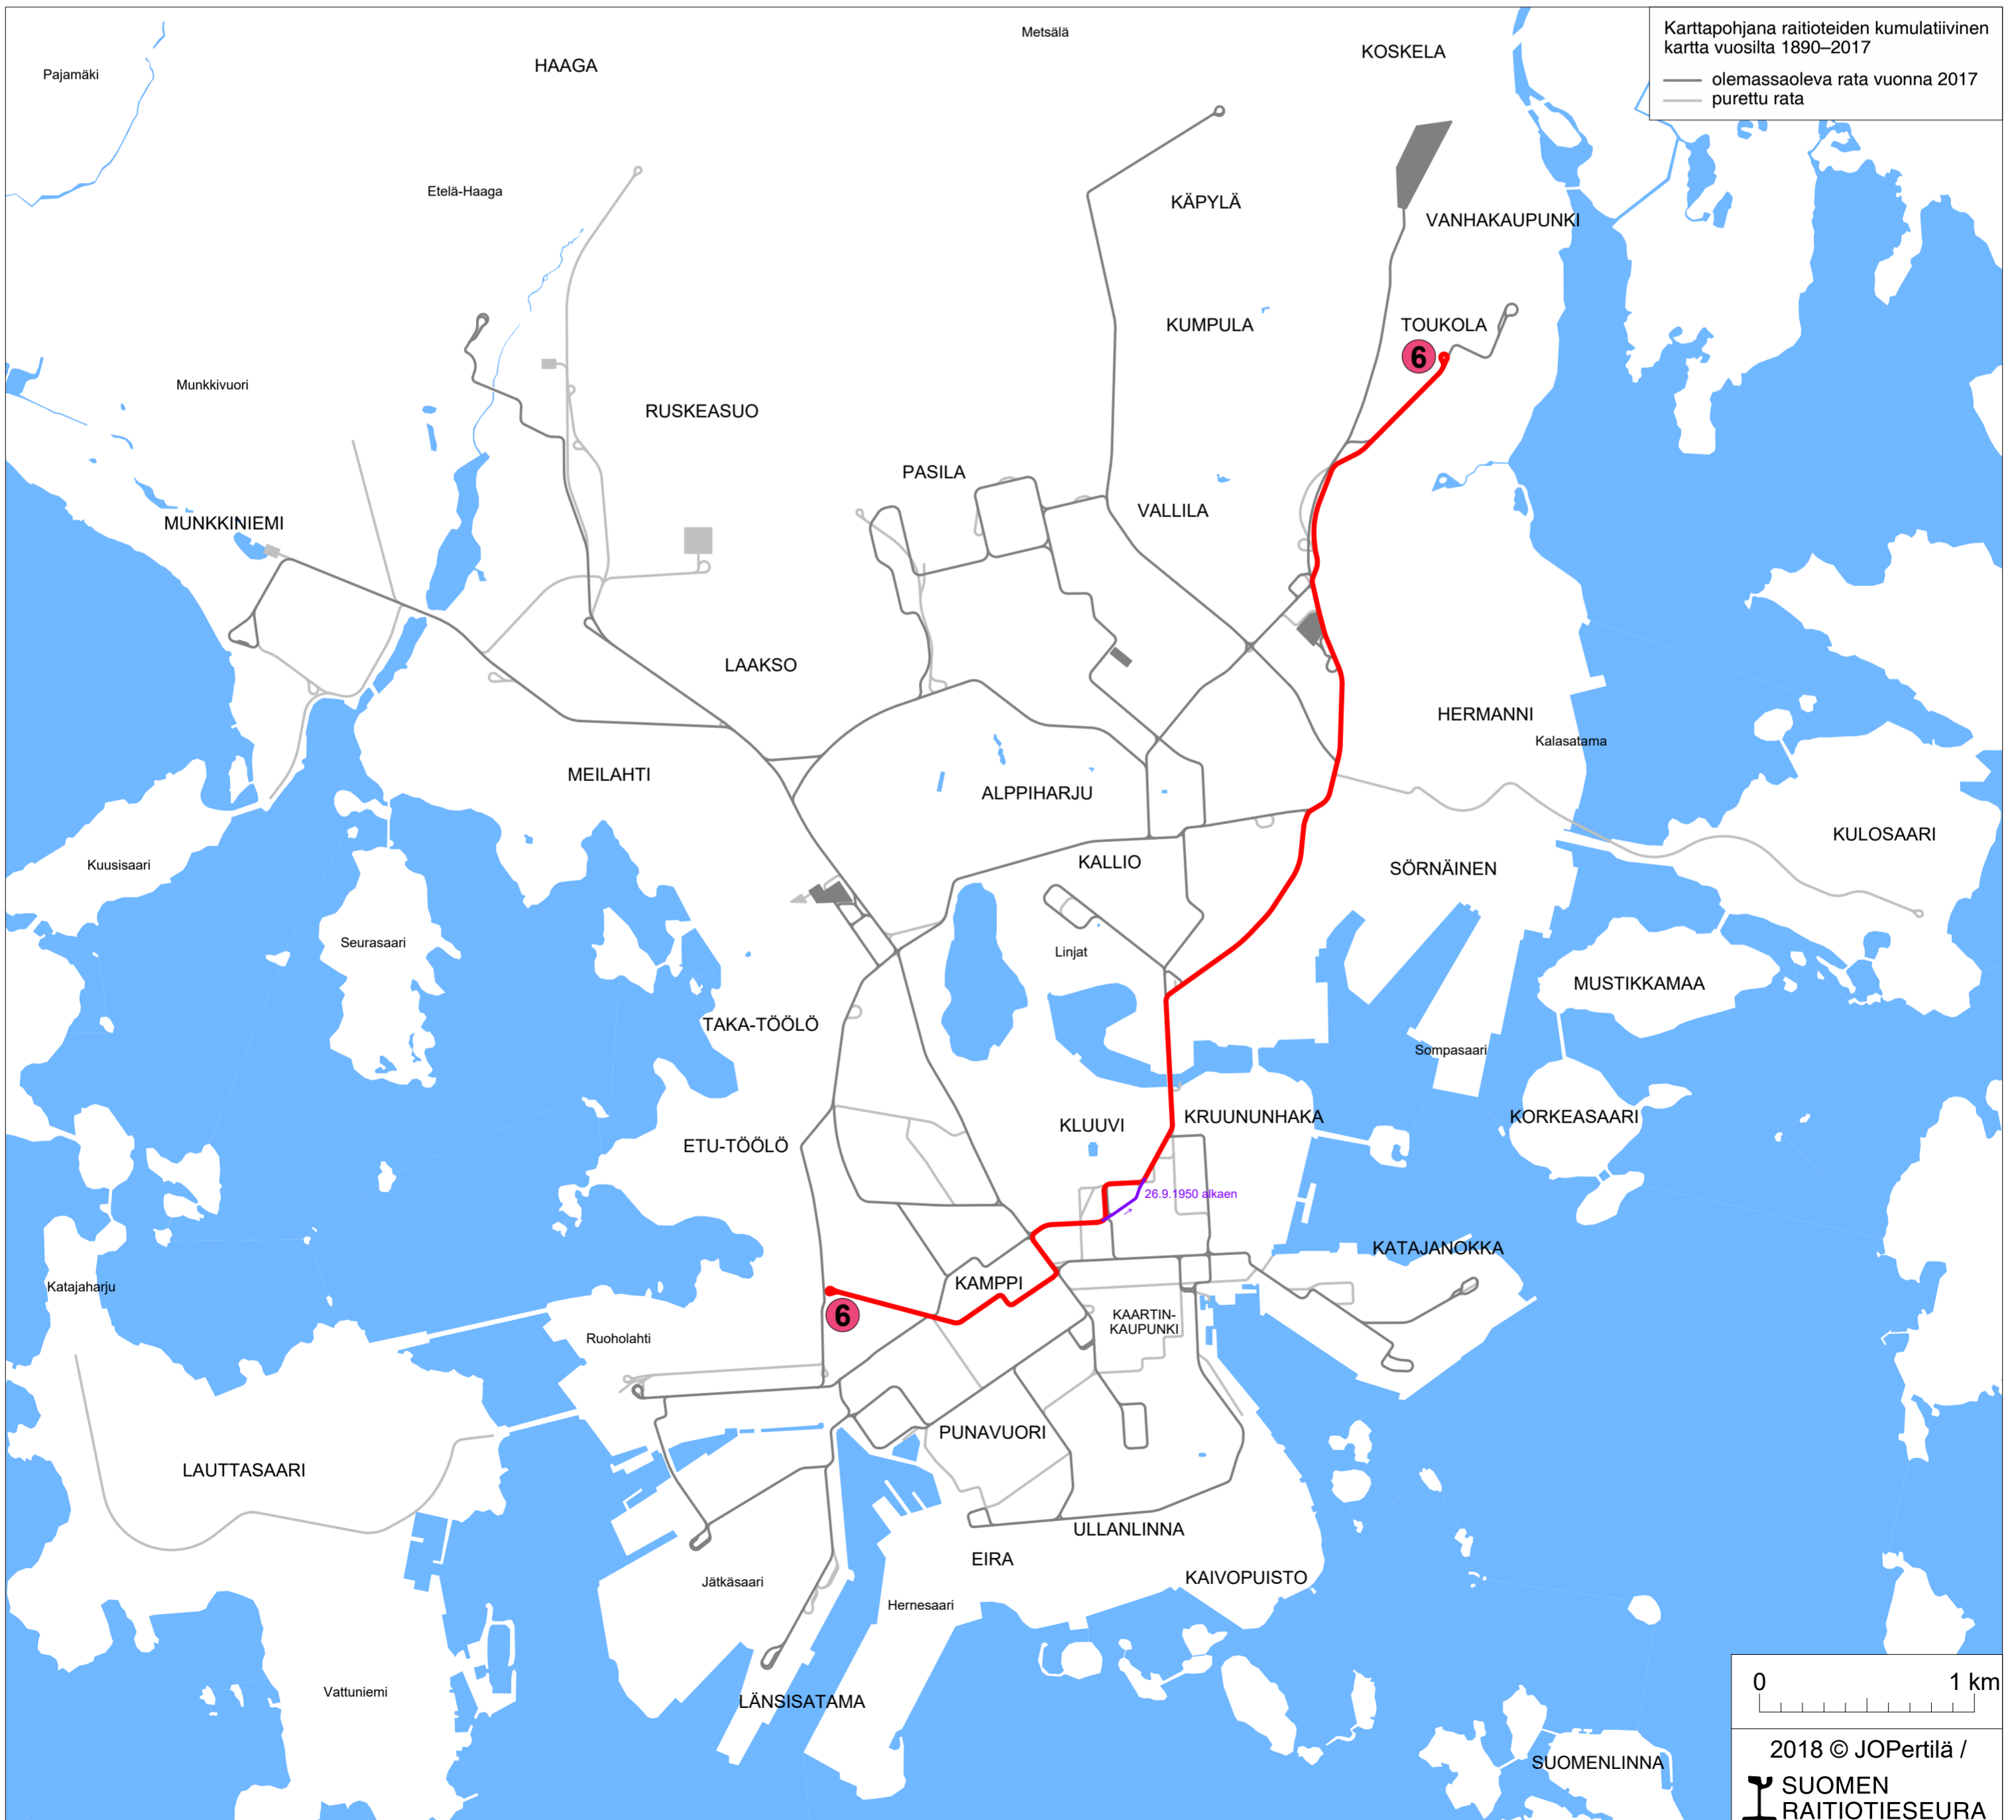 Karttapohjana raitioteiden kumulatiivinen
kartta vuosilta 1890–2017
olemassaoleva rata vuonna 2017
purettu rata
Metsälä
KOSKELA
HAAGA
Pajamäki
Etelä-Haaga
KÄPYLÄ
VANHAKAUPUNKI
KUMPULA
TOUKOLA
6
Munkkivuori
RUSKEASUO
PASILA
VALLILA
MUNKKINIEMI
LAAKSO
HERMANNI
Kalasatama
MEILAHTI
ALPPIHARJU
KULOSAARI
KALLIO
Kuusisaari
SÖRNÄINEN
Seurasaari
Linjat
MUSTIKKAMAA
TAKA-TÖÖLÖ
Sompasaari
KLUUVI
KRUUNUNHAKA
KORKEASAARI
ETU-TÖÖLÖ
26.9.1950 alkaen
KATAJANOKKA
Katajaharju
KAMPPI
6
KAARTIN-
KAUPUNKI
Ruoholahti
PUNAVUORI
LAUTTASAARI
ULLANLINNA
EIRA
Jätkäsaari
KAIVOPUISTO
Hernesaari
Vattuniemi
LÄNSISATAMA
0 1 km
2018 © JOPertilä /
SUOMENLINNA
SUOMEN
RAITIOTIESEURA